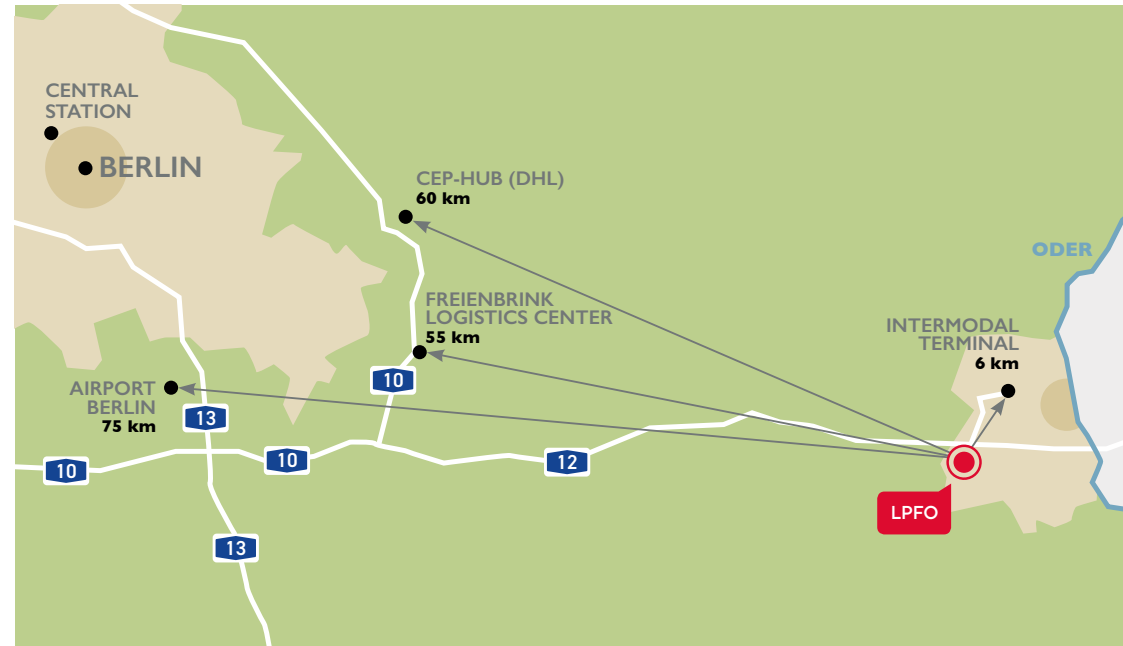 CENTRAL
STATION
BERLIN
CEP-HUB (DHL)
60 km
ODER
FREIENBRINK
LOGISTICS CENTER
55 km
INTERMODAL
TERMINAL
6 km
10
AIRPORT
BERLIN
75 km
13
10
10
12
LPFO
13